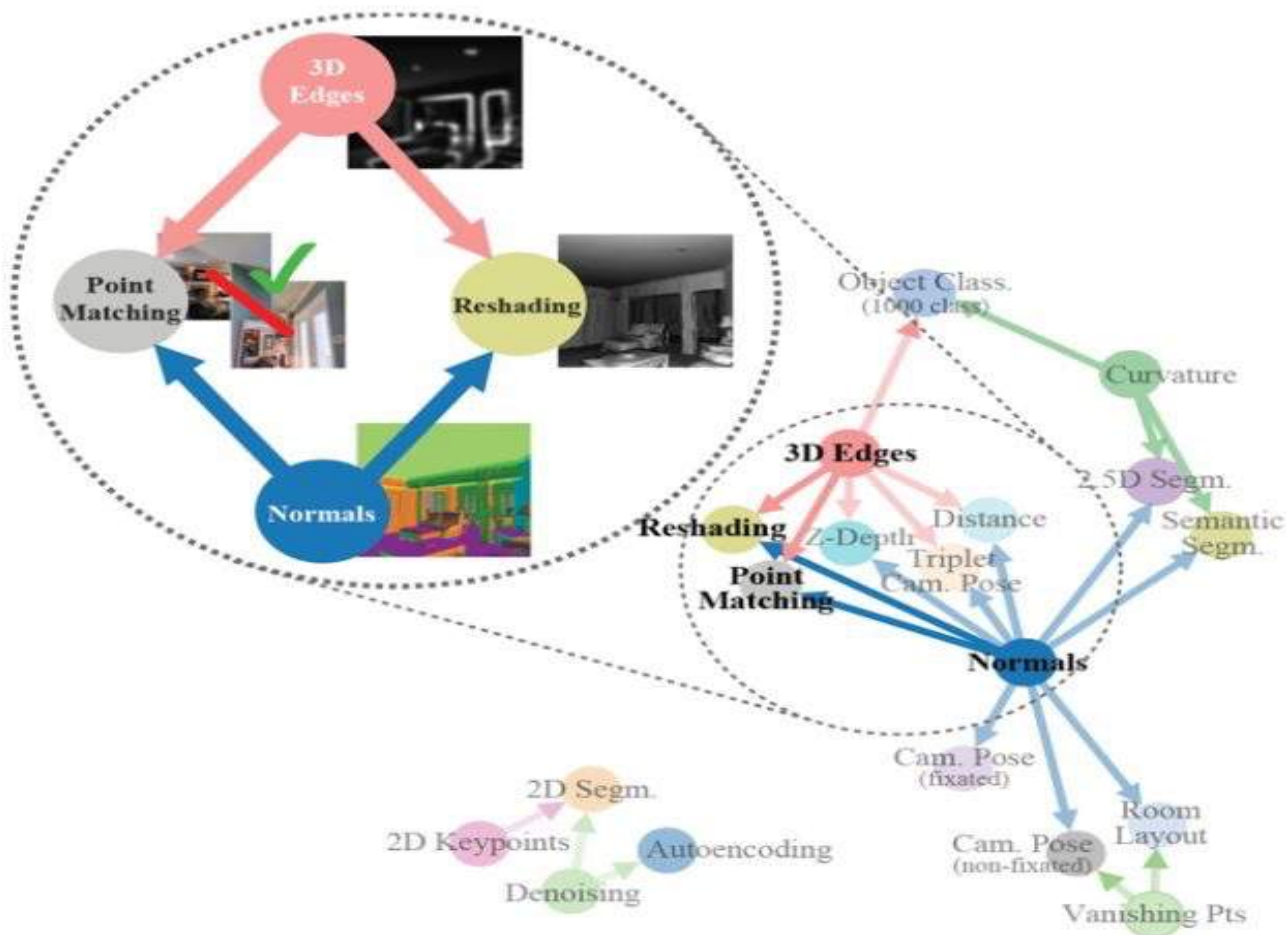 3D
Edges
Point
Matching
Reshading
Normals
Object Class.
(1000 class)
Curvature
3D Edges
2.5D Segm.
Reshading
Z-Depth
Distance
Semantic
Segm.
Triplet
Cam. Pose
Point
Matching
Normals
Cam. Pose
(fixated)
2D Segm.
2D Keypoints
Autoencoding
Denoising
Room
Layout
Cam. Pose
(non-fixated)
Vanishing Pts